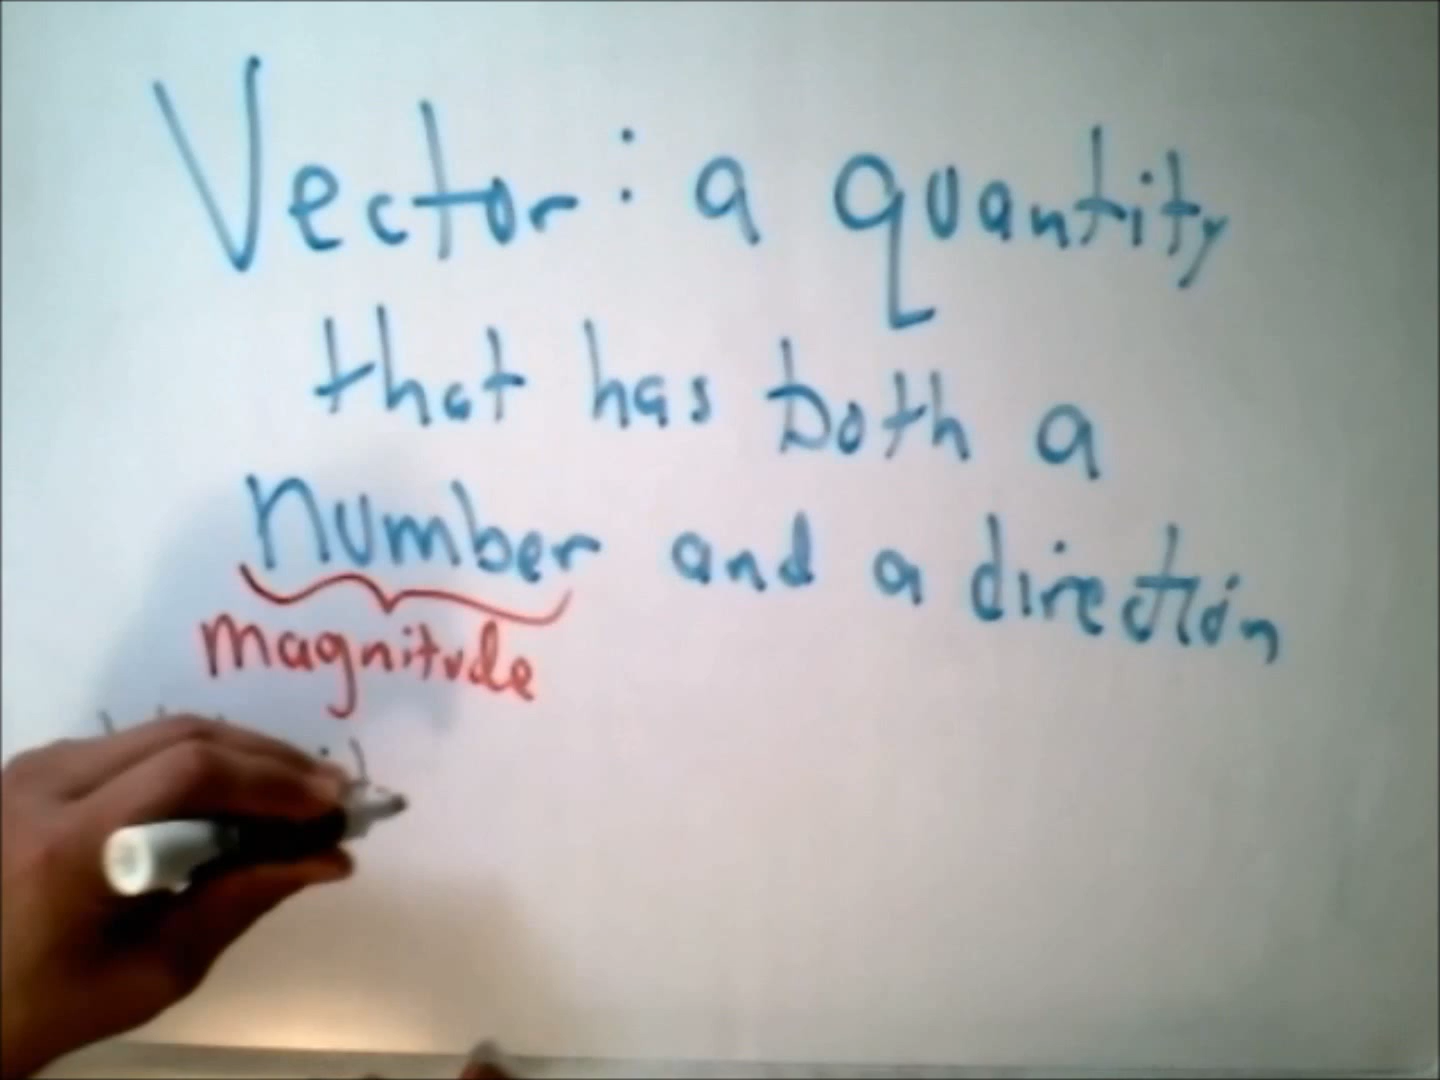 Vector: a quantity
that has both a
number and a direction
magnitude